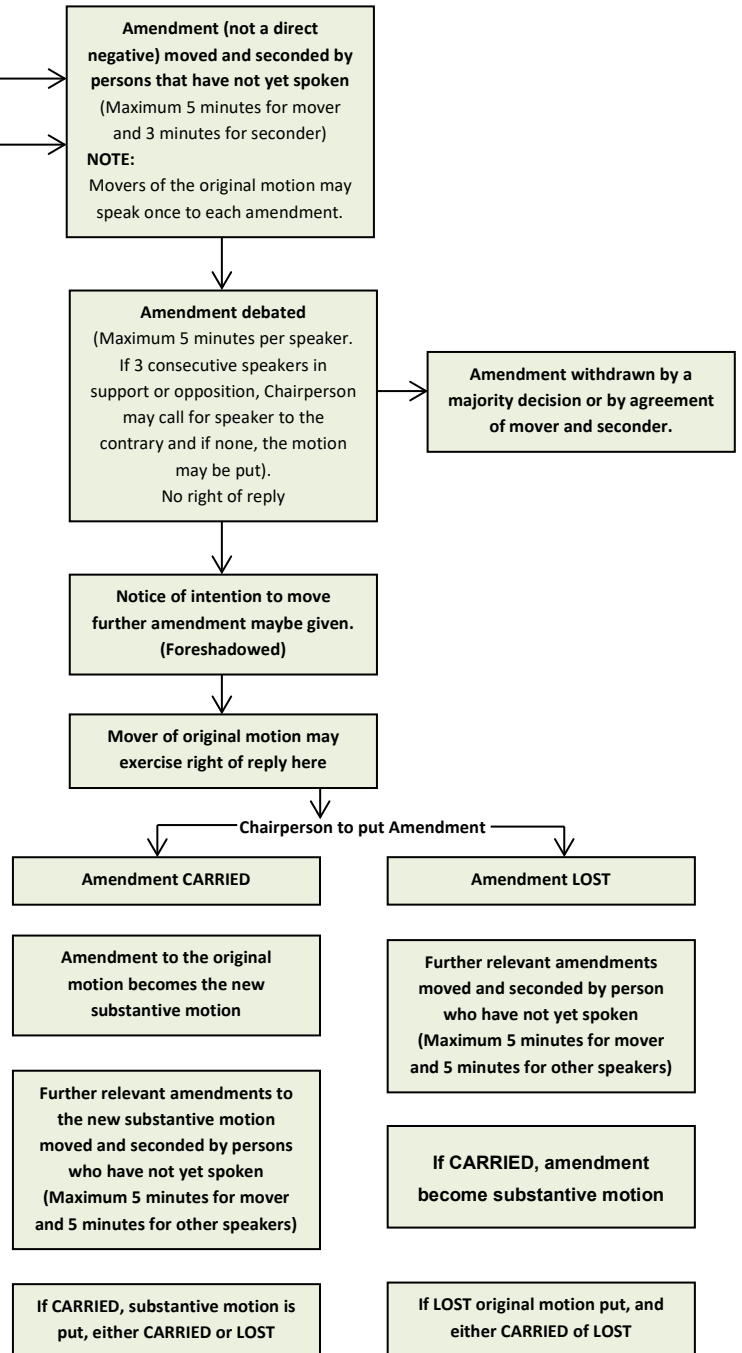 Amendment (not a direct
negative) moved and seconded by
persons that have not yet spoken
(Maximum 5 minutes for mover
and 3 minutes for seconder)
NOTE:
Movers of the original motion may
speak once to each amendment.
Amendment debated
(Maximum 5 minutes per speaker.
If 3 consecutive speakers in
support or opposition, Chairperson
may call for speaker to the
contrary and if none, the motion
may be put).
No right of reply
Amendment withdrawn by a
majority decision or by agreement
of mover and seconder.
Notice of intention to move
further amendment maybe given.
(Foreshadowed)
Mover of original motion may
exercise right of reply here
Chairperson to put Amendment
Amendment CARRIED
Amendment to the original
motion becomes the new
substantive motion
Further relevant amendments to
the new substantive motion
moved and seconded by persons
who have not yet spoken
(Maximum 5 minutes for mover
and 5 minutes for other speakers)
If CARRIED, substantive motion is
put, either CARRIED or LOST
Amendment LOST
Further relevant amendments
moved and seconded by person
who have not yet spoken
(Maximum 5 minutes for mover
and 5 minutes for other speakers)
If CARRIED, amendment
become substantive motion
If LOST original motion put, and
either CARRIED of LOST